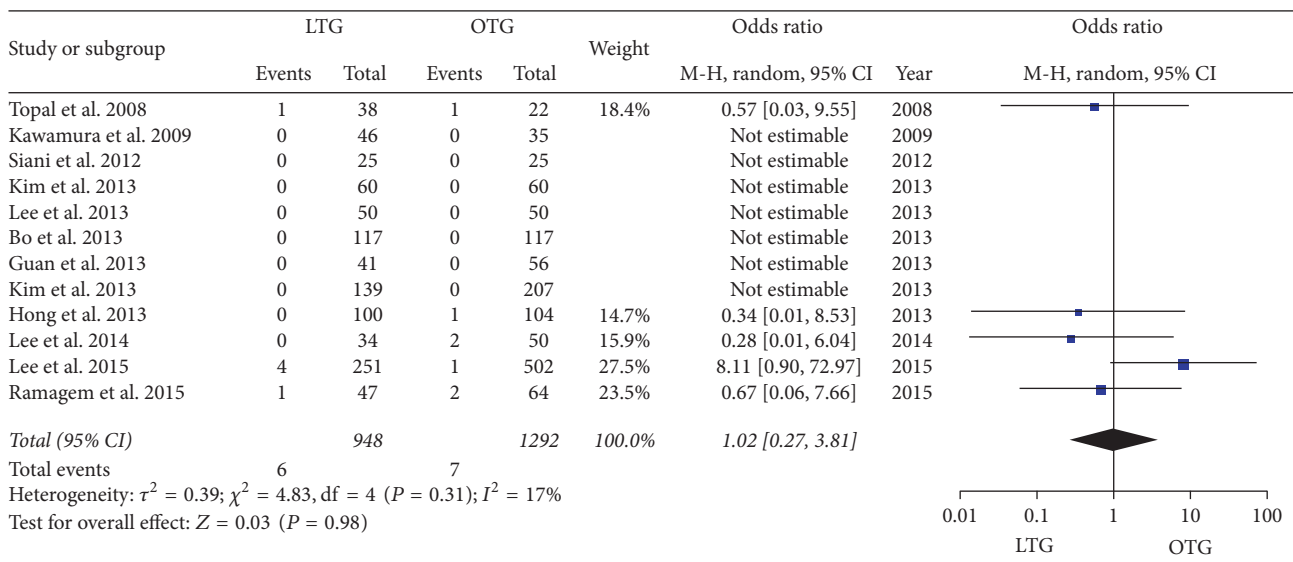 LTG OTG Odds ratio Odds ratio
Study or subgroup Weight
Events Total Events Total M-H, random, 95% CI Year M-H, random, 95% CI
Topal et al. 2008 1 38 1 22 18.4% 0.57 [0.03, 9.55] 2008
Kawamura et al. 2009 0 46 0 35 Not estimable 2009
Siani et al. 2012 0 25 0 25 Not estimable 2012
Kim et al. 2013 0 60 0 60 Not estimable 2013
Lee et al. 2013 0 50 0 50 Not estimable 2013
Bo et al. 2013 0 117 0 117 Not estimable 2013
Guan et al. 2013 0 41 0 56 Not estimable 2013
Kim et al. 2013 0 139 0 207 Not estimable 2013
Hong et al. 2013 0 100 1 104 14.7% 0.34 [0.01, 8.53] 2013
Lee et al. 2014 0 34 2 50 15.9% 0.28 [0.01, 6.04] 2014
Lee et al. 2015 4 251 1 502 27.5% 8.11 [0.90, 72.97] 2015
Ramagem et al. 2015 1 47 2 64 23.5% 0.67 [0.06, 7.66] 2015
Total (95% CI) 948 1292 100.0% 1.02 [0.27, 3.81]
Total events 6 7
Heterogeneity: τ² = 0.39; χ² = 4.83, df = 4 (P = 0.31); I² = 17%
Test for overall effect: Z = 0.03 (P = 0.98)
0.01 0.1 1 10 100
LTG OTG